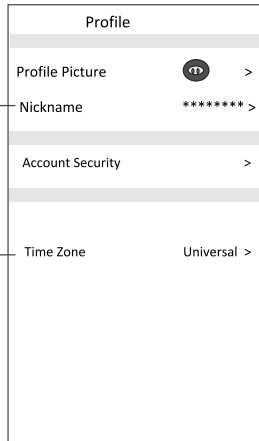 Profile
Profile Picture >
Nickname ******** >
Account Security >
Time Zone Universal >